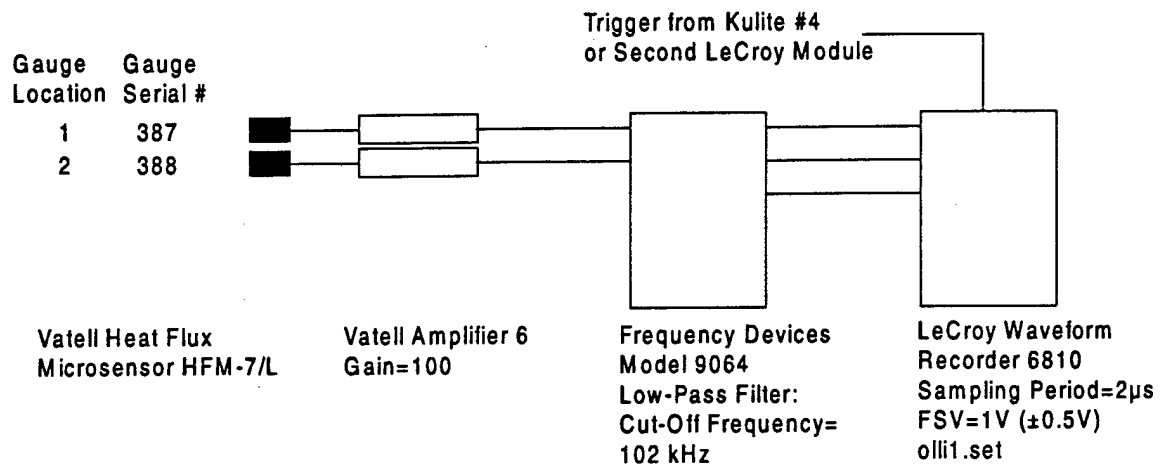 Trigger from Kulite #4
or Second LeCroy Module
Gauge Gauge
Location Serial #
1 387
2 388
Vatell Heat Flux
Microsensor HFM-7/L
Vatell Amplifier 6
Gain=100
Frequency Devices
Model 9064
Low-Pass Filter:
Cut-Off Frequency=
102 kHz
LeCroy Waveform
Recorder 6810
Sampling Period=2µs
FSV=1V (±0.5V)
olli1.set